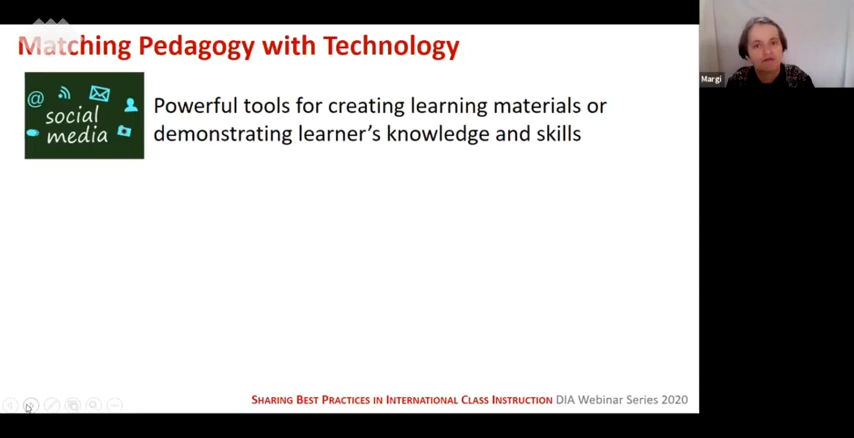 Matching Pedagogy with Technology
@
social
media
Powerful tools for creating learning materials or
demonstrating learner's knowledge and skills
Margi
SHARING BEST PRACTICES IN INTERNATIONAL CLASS INSTRUCTION DIA Webinar Series 2020